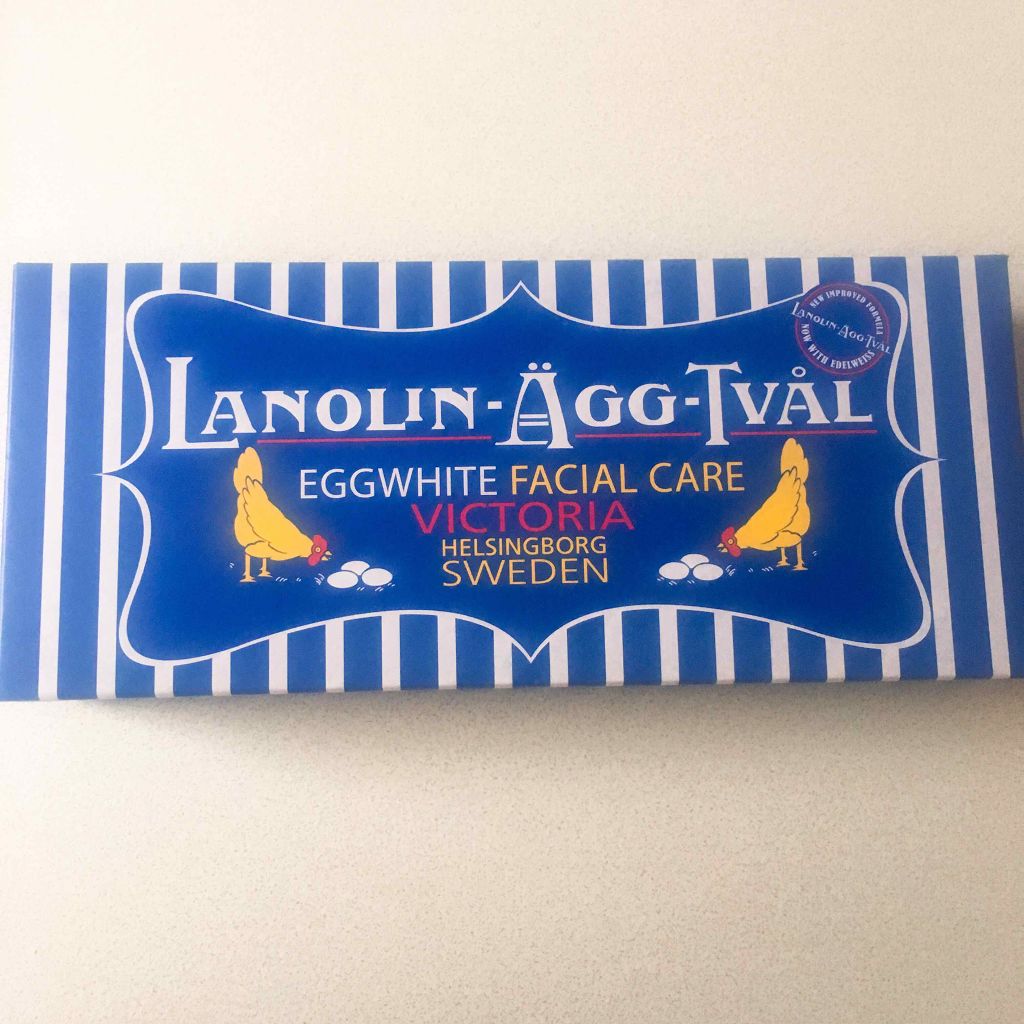 NEW IMPROVED FORMULA
LANOLIN-ÄGG-TVÅL
NOW WITH EDELWEISS
LANOLIN-ÄGG-TVÅL
EGGWHITE FACIAL CARE
VICTORIA
HELSINGBORG
SWEDEN